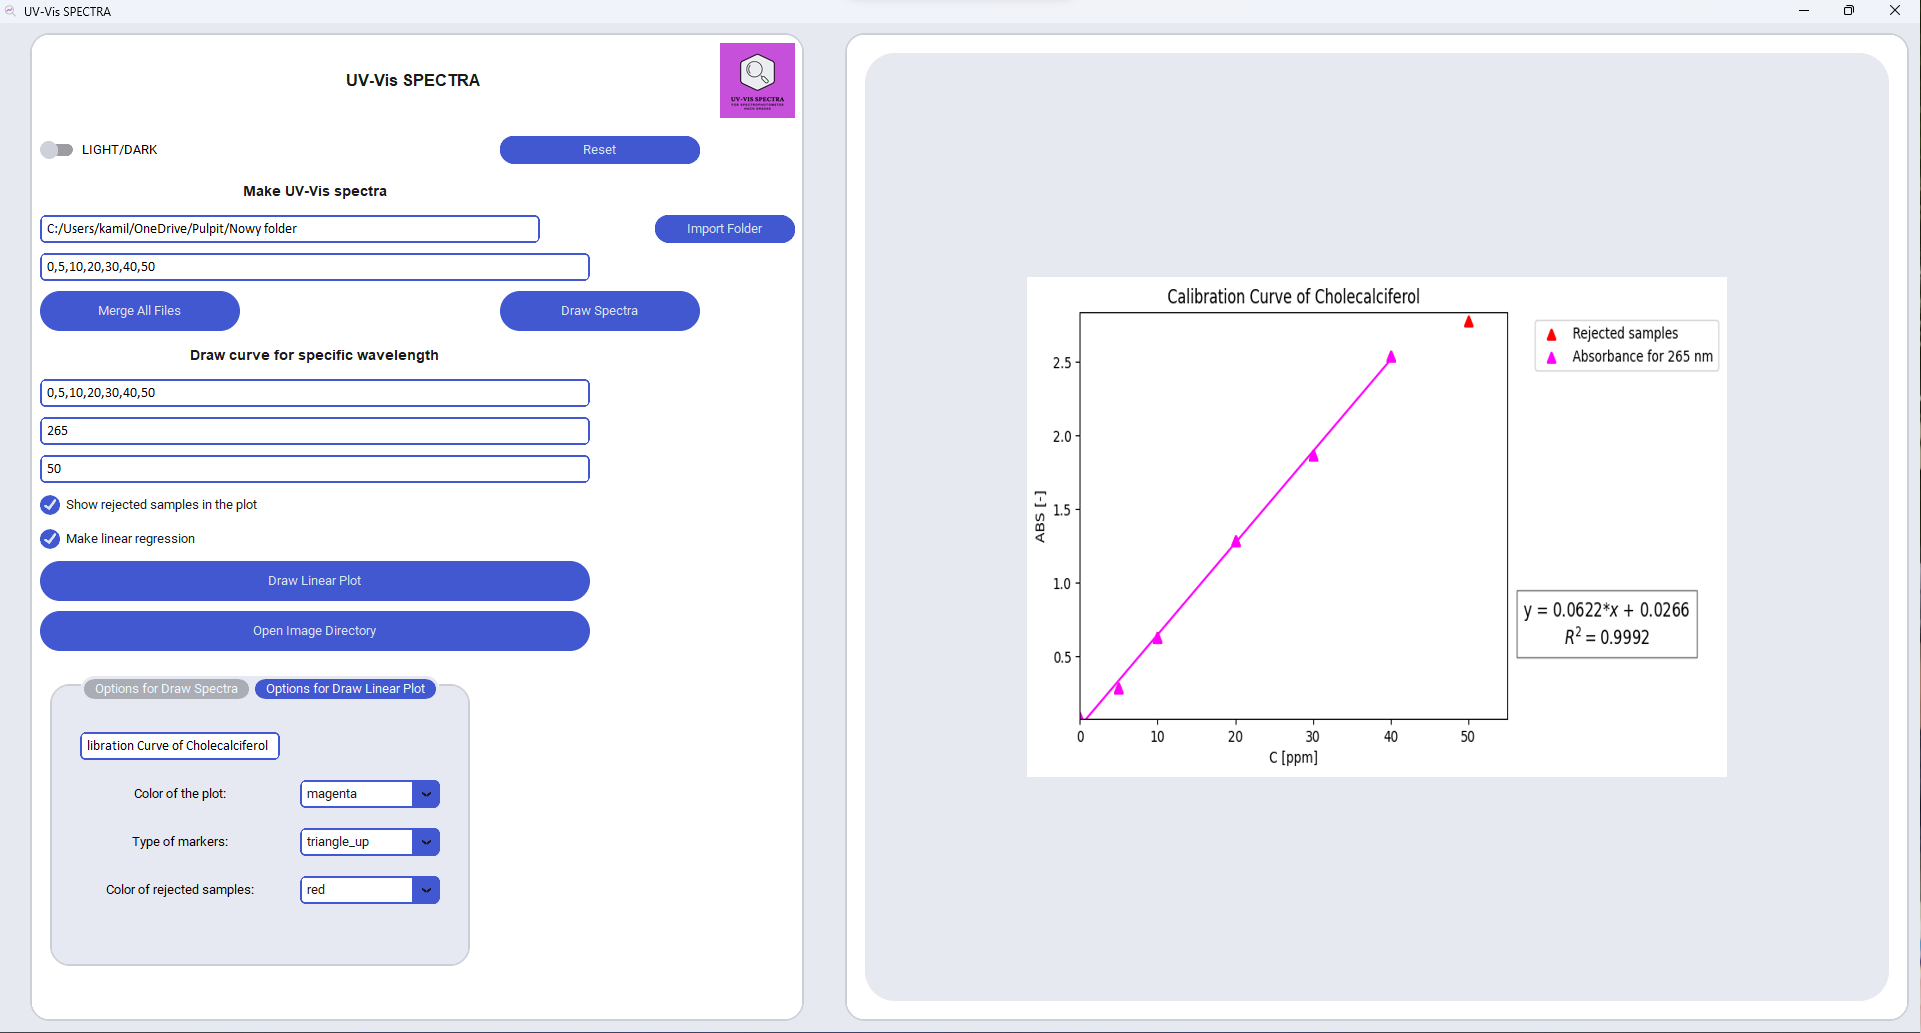 UV-Vis SPECTRA
UV-Vis SPECTRA
UV-VIS SPECTRA
FOR SPECTROPHOTOMETER
HACH DR6000
LIGHT/DARK
Reset
Make UV-Vis spectra
C:/Users/kamil/OneDrive/Pulpit/Nowy folder
Import Folder
0,5,10,20,30,40,50
Merge All Files
Draw Spectra
Draw curve for specific wavelength
0,5,10,20,30,40,50
265
50
Show rejected samples in the plot
Make linear regression
Draw Linear Plot
Open Image Directory
Options for Draw Spectra
Options for Draw Linear Plot
libration Curve of Cholecalciferol
Color of the plot:
magenta
Type of markers:
triangle_up
Color of rejected samples:
red
Calibration Curve of Cholecalciferol
Rejected samples
Absorbance for 265 nm
2.5
2.0
1.5
1.0
0.5
ABS [-]
0 10 20 30 40 50
C [ppm]
y = 0.0622*x + 0.0266
R² = 0.9992